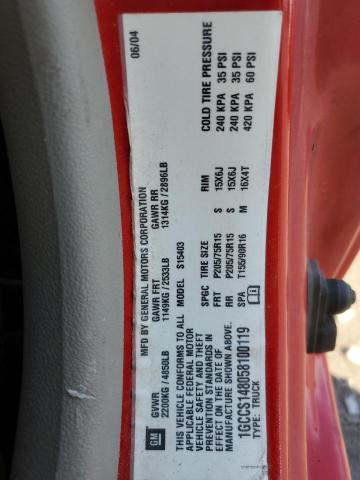 MFD BY GENERAL MOTORS CORPORATION 06/04
GVWR GAWR FRT GAWR RR
2200KG / 4850LB 1149KG / 2533LB 1314KG / 2896LB
THIS VEHICLE CONFORMS TO ALL
APPLICABLE U.S. FEDERAL MOTOR
VEHICLE SAFETY AND THEFT
PREVENTION STANDARDS IN
EFFECT ON THE DATE OF
MANUFACTURE SHOWN ABOVE.
1GCCS148058100119
TYPE: TRUCK
GM
MODEL: S15403
SPGC TIRE SIZE RIM COLD TIRE PRESSURE
FRT P205/75R15 S 15X6J 240 KPA 35 PSI
RR P205/75R15 S 15X6J 240 KPA 35 PSI
SPA T155/90R16 M 16X4T 420 KPA 60 PSI